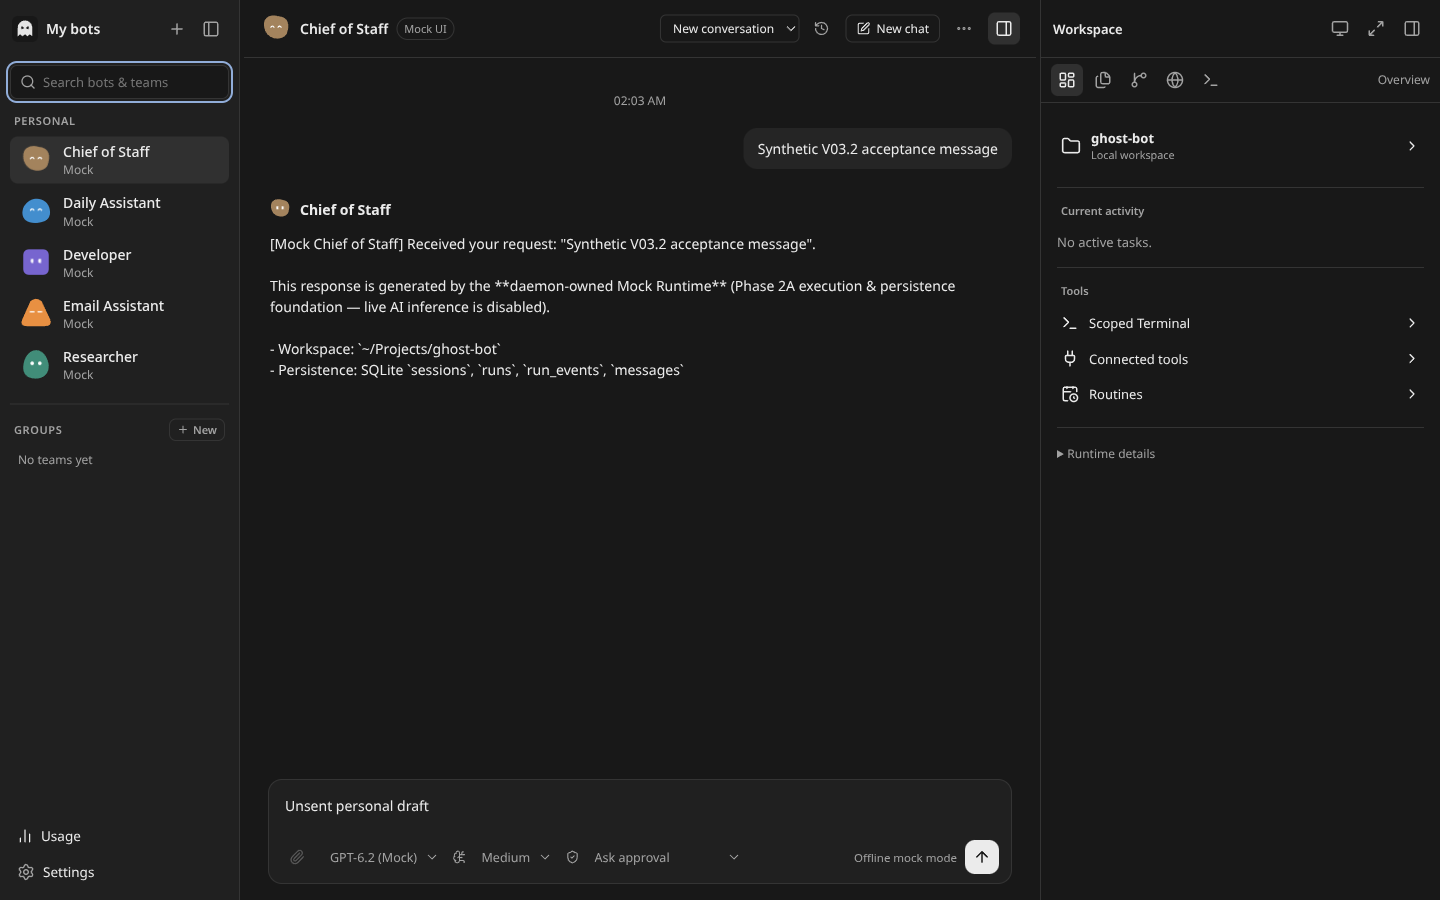 My bots
Search bots & teams
PERSONAL
Chief of Staff
Mock
Daily Assistant
Mock
Developer
Mock
Email Assistant
Mock
Researcher
Mock
GROUPS
New
No teams yet
Usage
Settings
Chief of Staff
Mock UI
New conversation
New chat
02:03 AM
Synthetic V03.2 acceptance message
Chief of Staff
[Mock Chief of Staff] Received your request: "Synthetic V03.2 acceptance message".
This response is generated by the **daemon-owned Mock Runtime** (Phase 2A execution & persistence
foundation — live AI inference is disabled).
- Workspace: `~/Projects/ghost-bot`
- Persistence: SQLite `sessions`, `runs`, `run_events`, `messages`
Unsent personal draft
GPT-6.2 (Mock)
Medium
Ask approval
Offline mock mode
Workspace
Overview
ghost-bot
Local workspace
Current activity
No active tasks.
Tools
Scoped Terminal
Connected tools
Routines
Runtime details